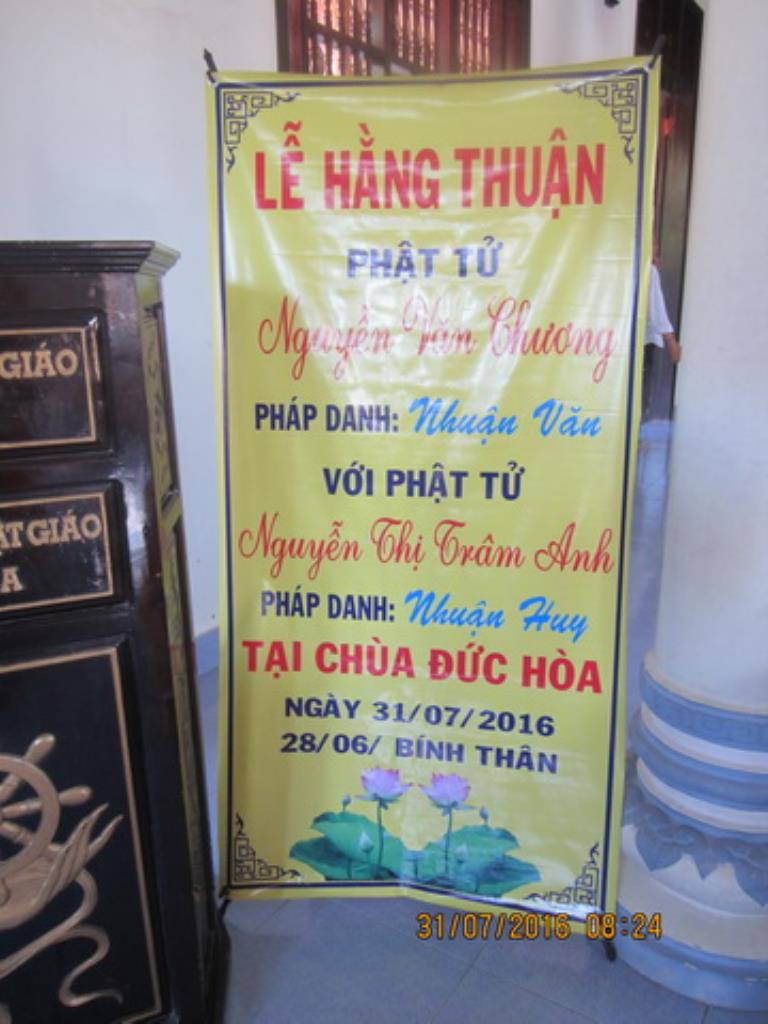 LỄ HẰNG THUẬN
PHẬT TỬ
Nguyễn Văn Chương
PHÁP DANH: Nhuận Văn
VỚI PHẬT TỬ
Nguyễn Thị Trâm Anh
PHÁP DANH: Nhuận Huy
TẠI CHÙA ĐỨC HÒA
NGÀY 31/07/2016
28/06/ BÍNH THÂN
GIÁO
ẬT GIÁO
A
31/07/2016 08:24